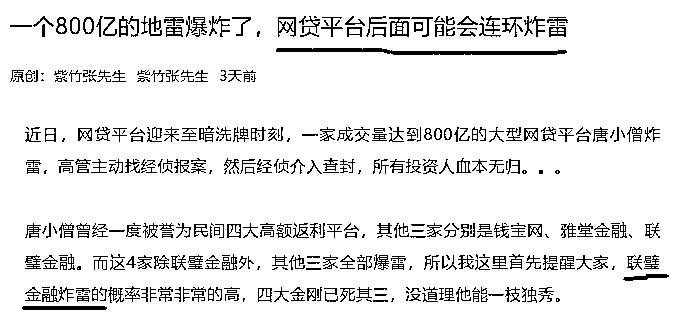 一个800亿的地雷爆炸了，网贷平台后面可能会连环炸雷
原创： 紫竹张先生 紫竹张先生 3天前
近日，网贷平台迎来至暗洗牌时刻，一家成交量达到800亿的大型网贷平台唐小僧炸
雷，高管主动找经侦报案，然后经侦介入查封，所有投资人血本无归。。。
唐小僧曾经一度被誉为民间四大高额返利平台，其他三家分别是钱宝网、雅堂金融、联
璧金融。而这4家除联璧金融外，其他三家全部爆雷，所以我这里首先提醒大家，联璧
金融炸雷的概率非常非常的高，四大金刚已死其三，没道理他能一枝独秀。